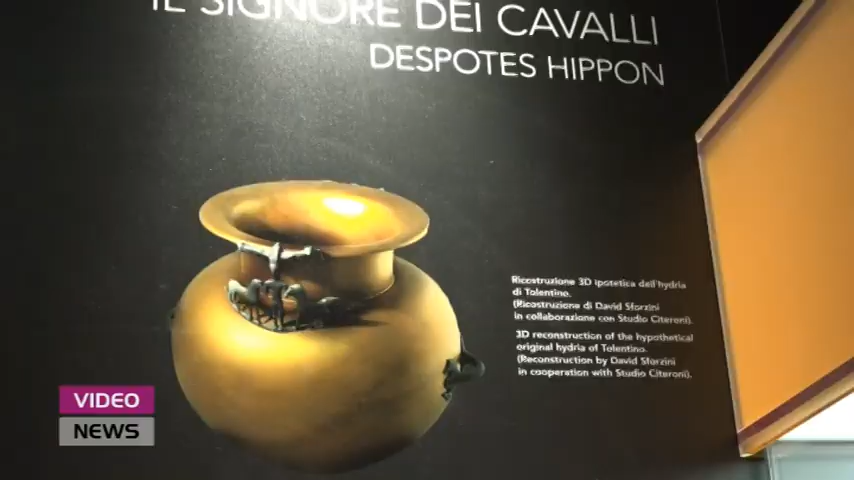 IL SIGNORE DEI CAVALLI
DESPOTES HIPPON
Ricostruzione 3D ipotetica dell'hydria
di Tolentino.
(Ricostruzione di David Sforzini
in collaborazione con Studio Citeroni).
3D reconstruction of the hypothetical
original hydria of Tolentino.
(Reconstruction by David Sforzini
in cooperation with Studio Citeroni).
VIDEO
NEWS